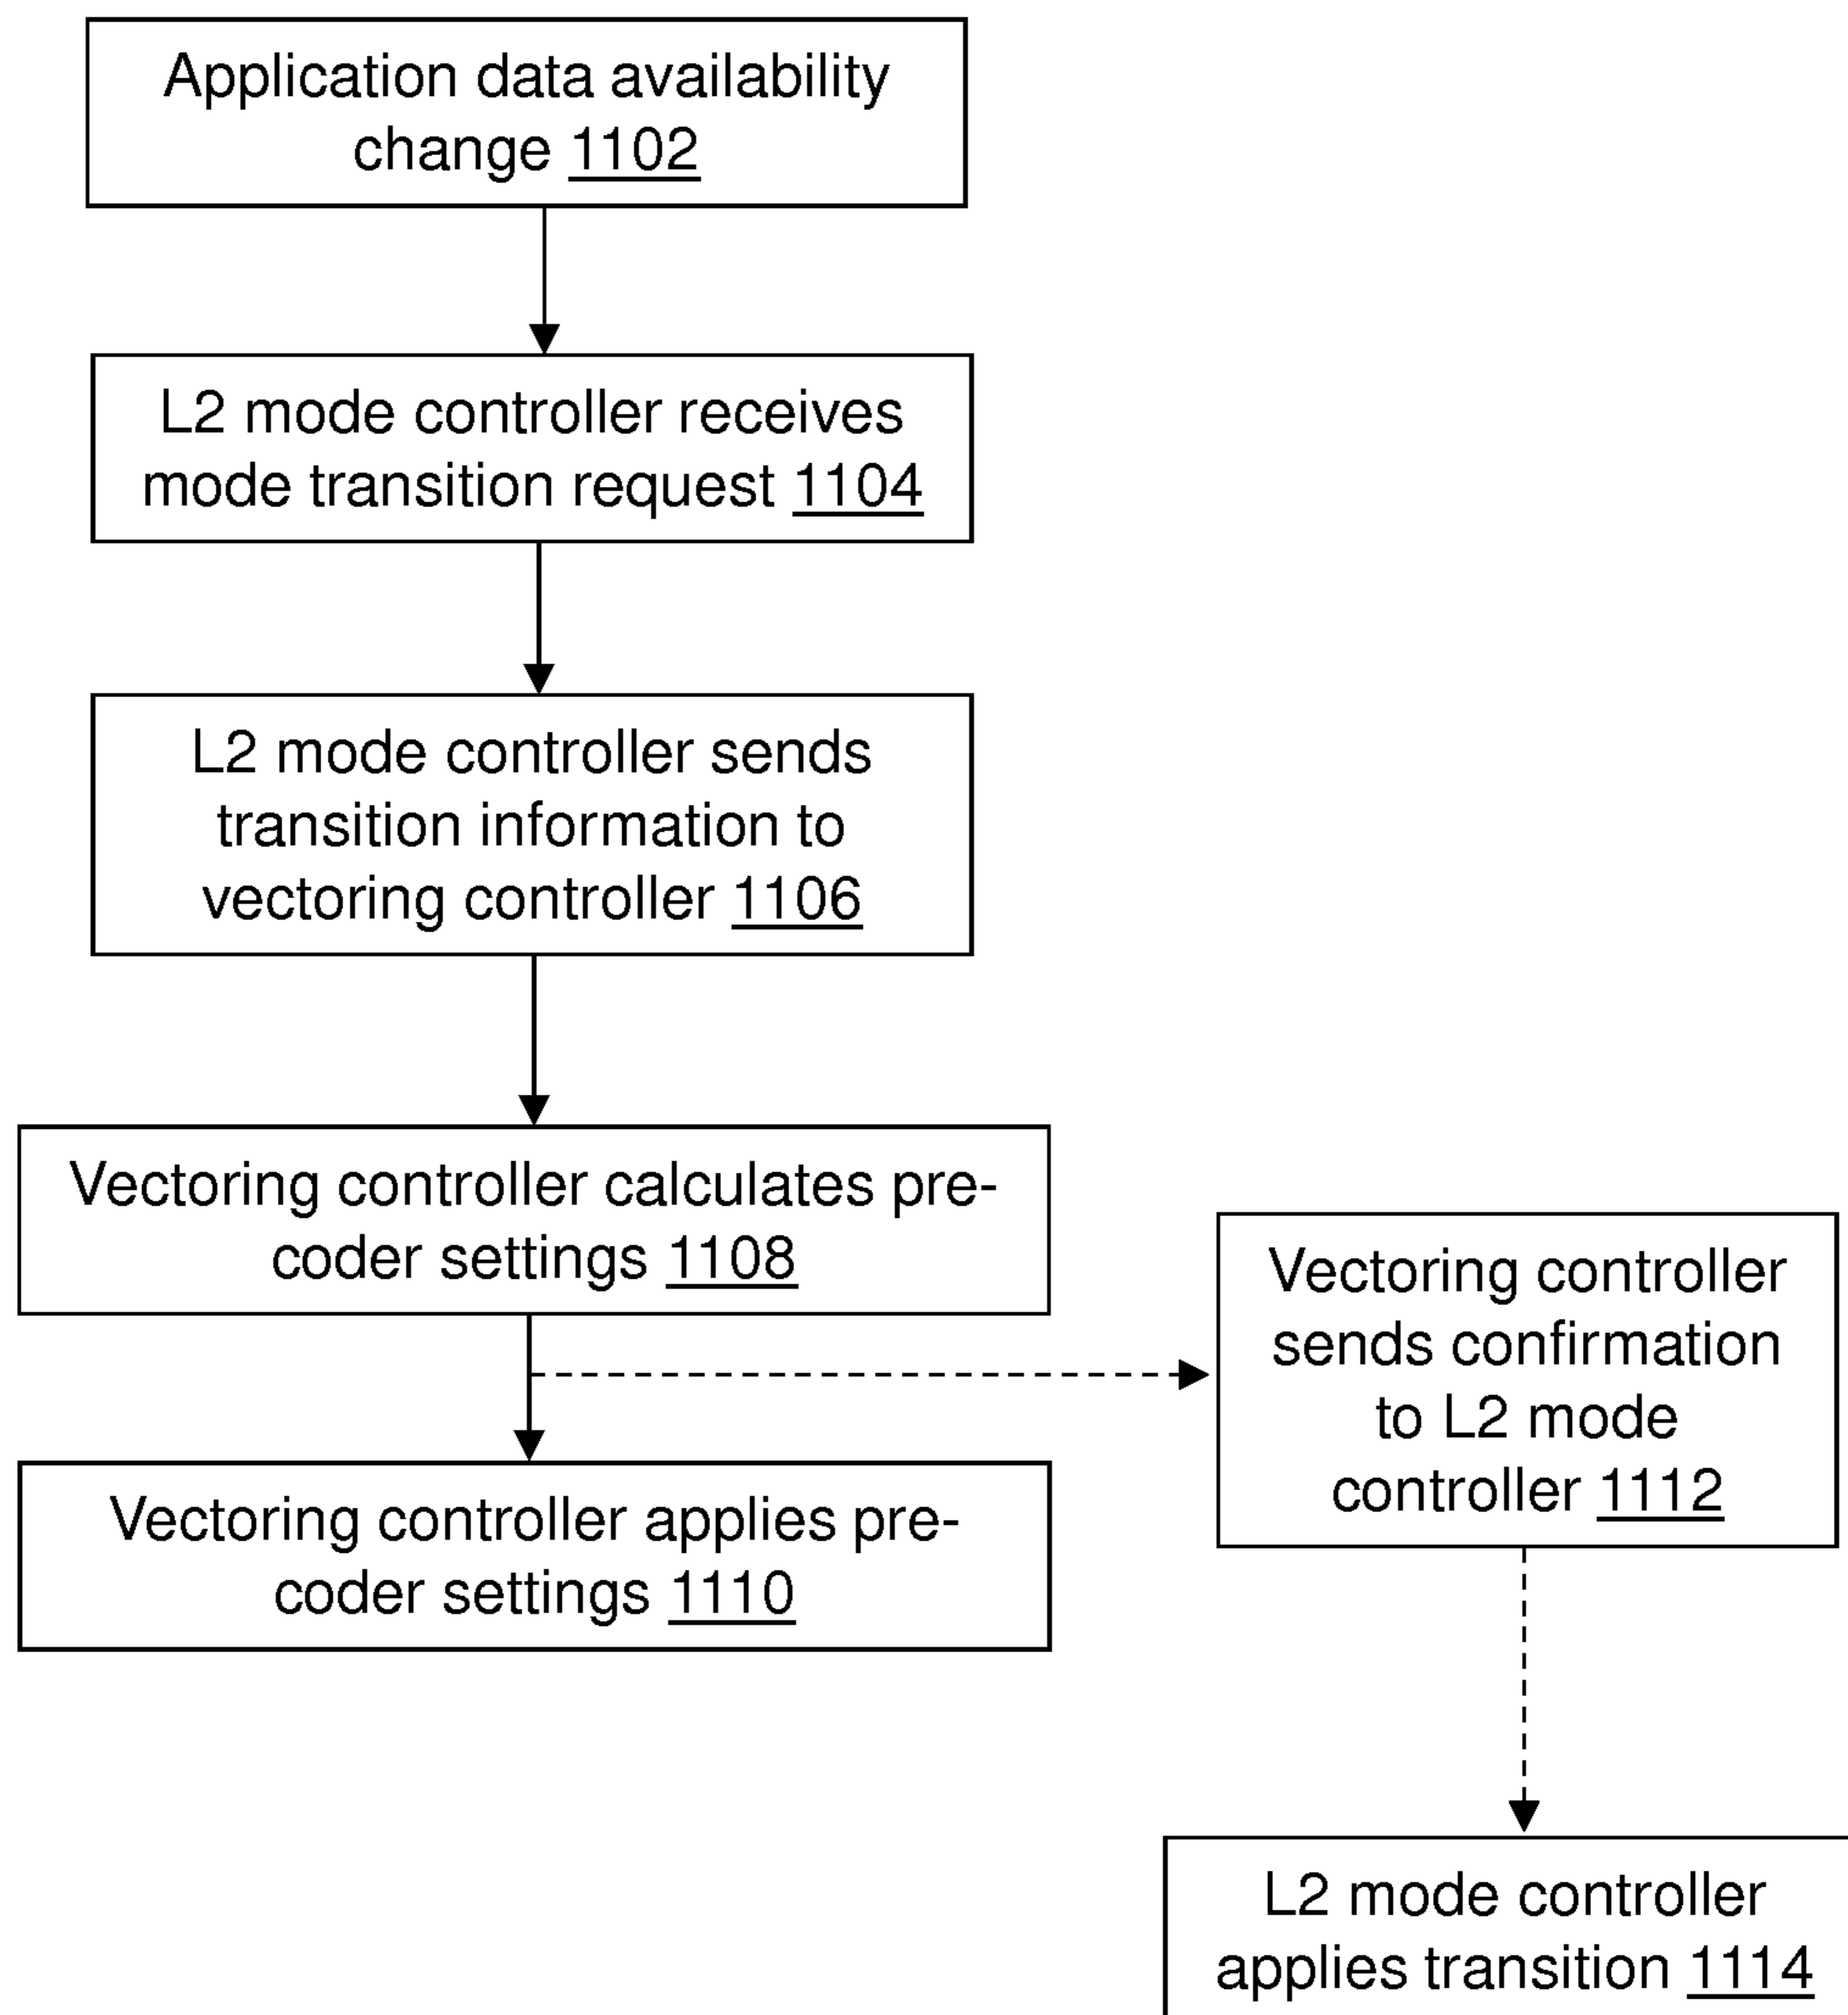 Application data availability
change 1102
L2 mode controller receives
mode transition request 1104
L2 mode controller sends
transition information to
vectoring controller 1106
Vectoring controller calculates pre-
coder settings 1108
Vectoring controller applies pre-
coder settings 1110
Vectoring controller
sends confirmation
to L2 mode
controller 1112
L2 mode controller
applies transition 1114